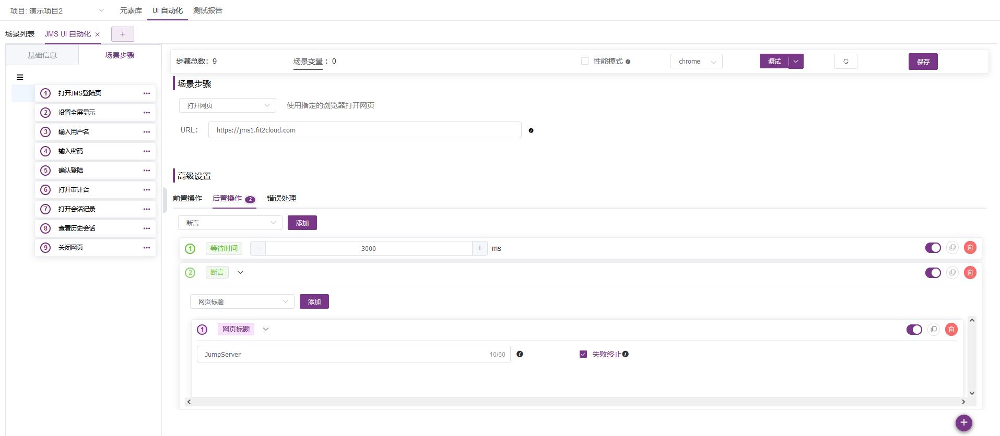 项目: 演示项目2 元素库 UI 自动化 测试报告
场景列表 JMS UI 自动化 × +
基础信息 场景步骤
1 打开JMS登陆页
2 设置全屏显示
3 输入用户名
4 输入密码
5 确认登陆
6 打开审计台
7 打开会话记录
8 查看历史会话
9 关闭网页
步骤总数：9 场景变量 ：0 性能模式 chrome 调试 保存
场景步骤
打开网页 使用指定的浏览器打开网页
URL： https://jms1.fit2cloud.com
高级设置
前置操作 后置操作 2 错误处理
断言 添加
1 等待时间 − 3000 + ms
2 断言
网页标题 添加
1 网页标题
JumpServer 10/60 失败终止
+